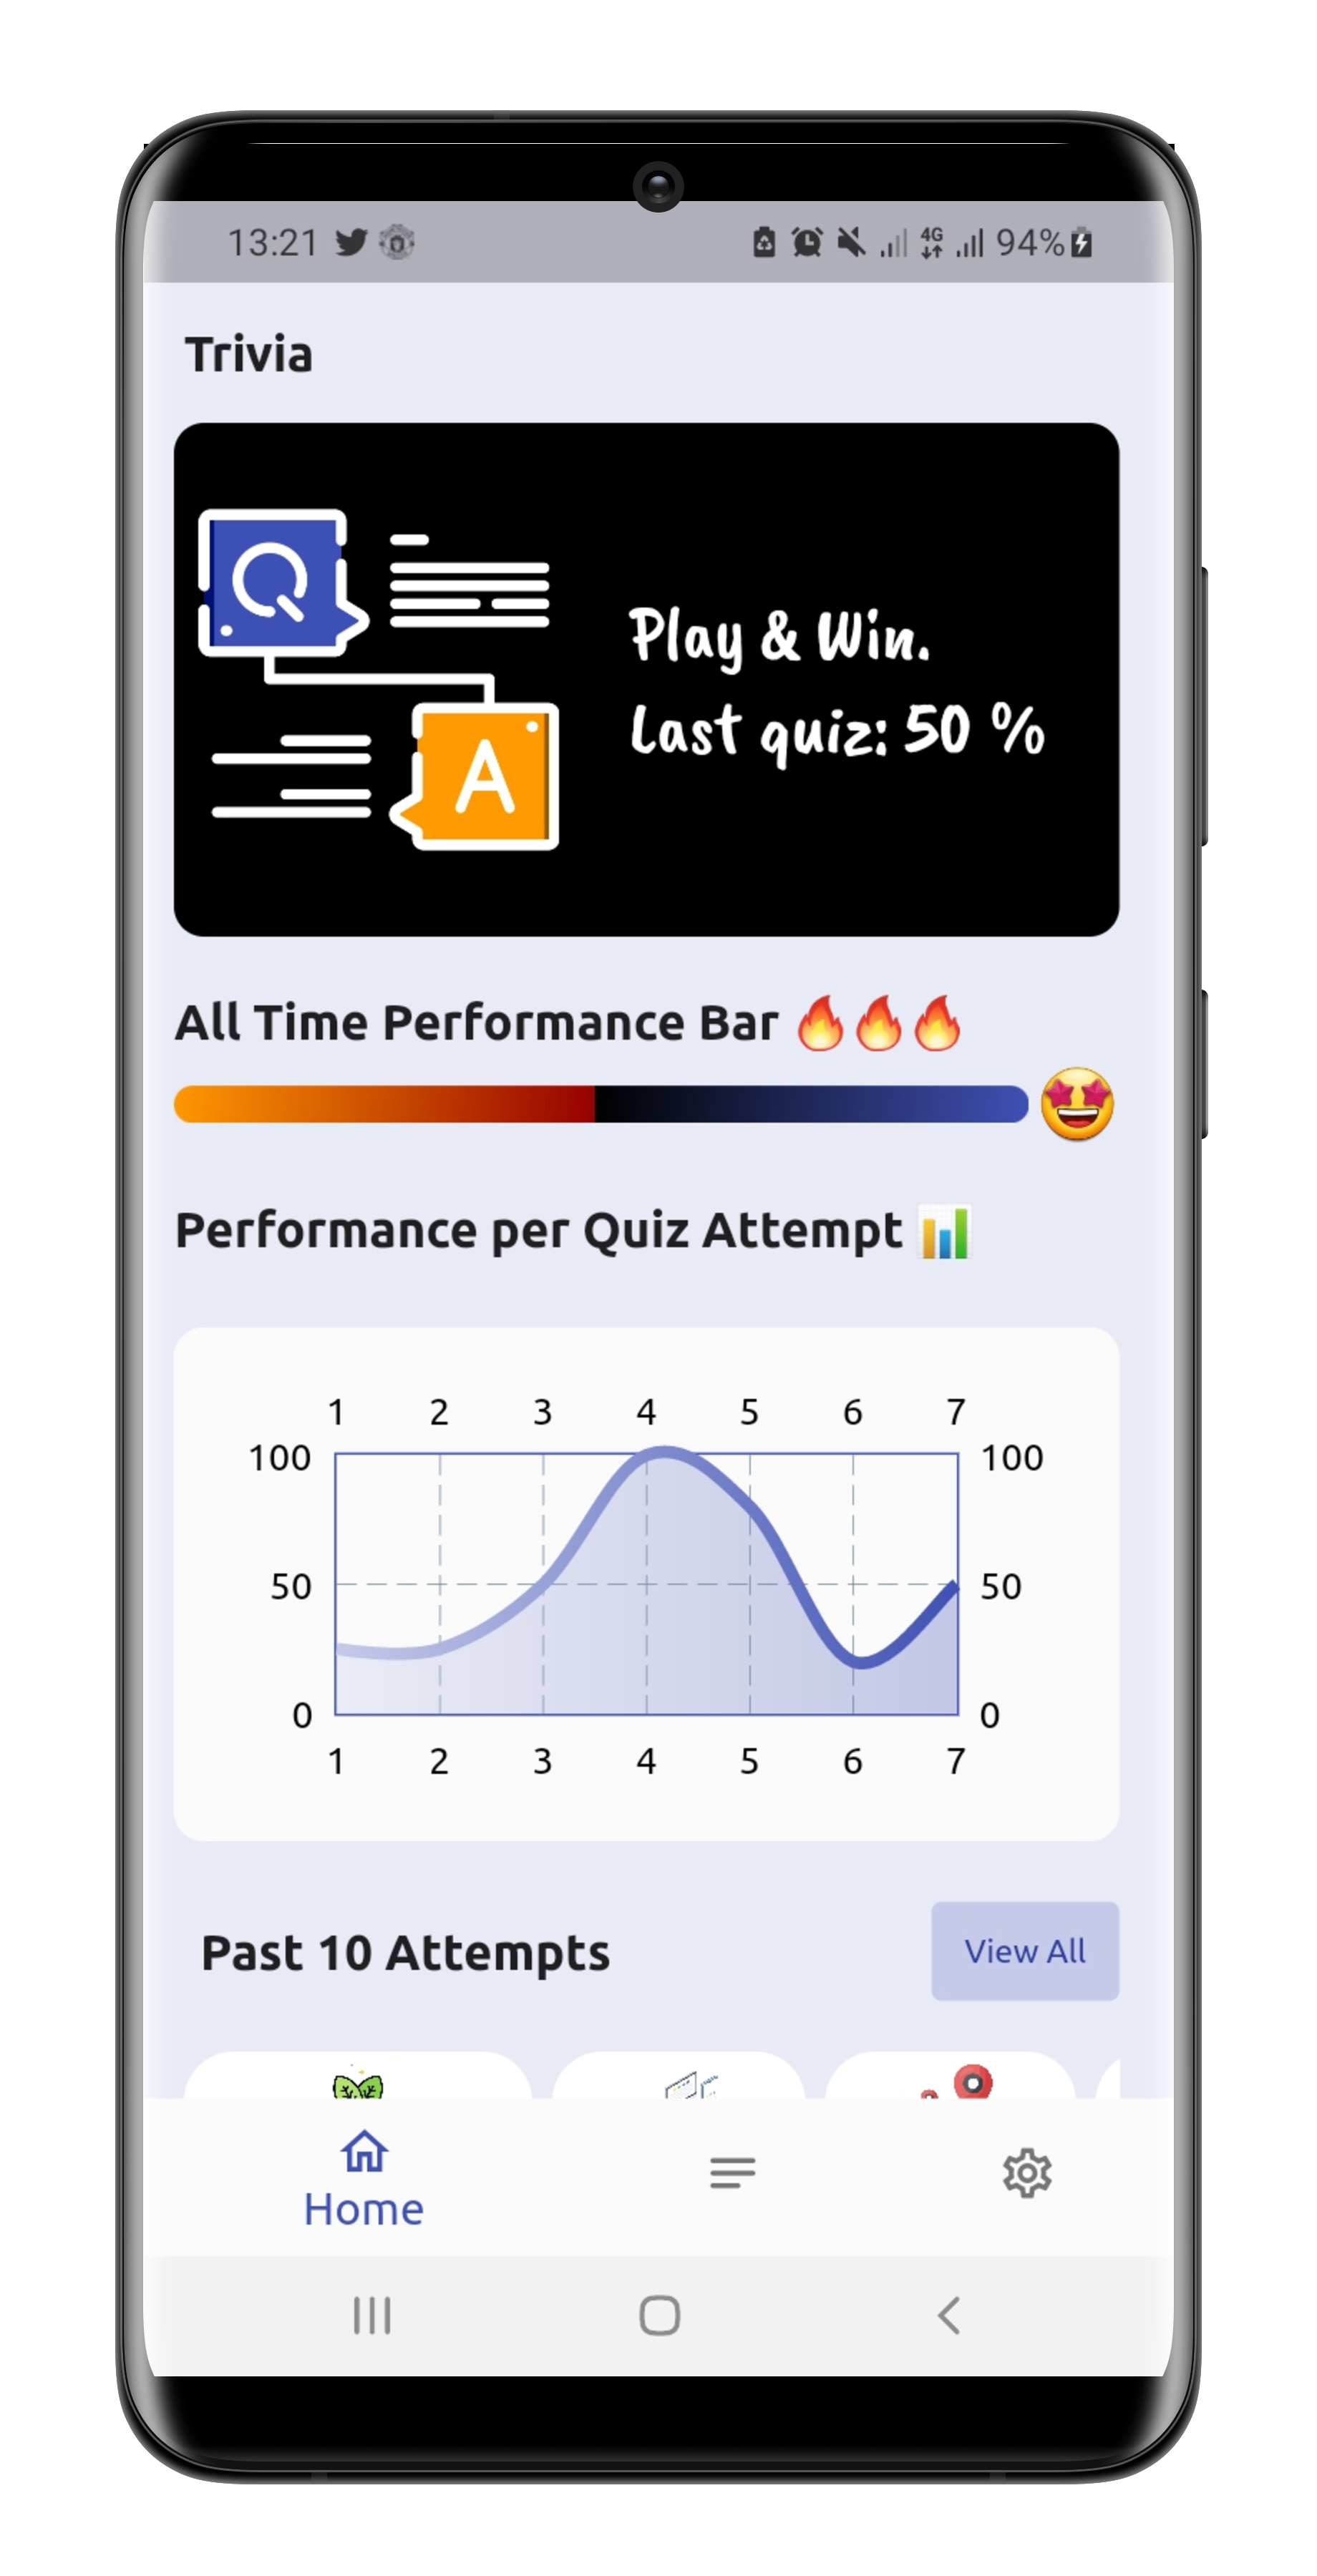 13:21 4G 94%
Trivia
Q
A
Play & Win.
Last quiz: 50 %
All Time Performance Bar 🔥🔥🔥
Performance per Quiz Attempt 📊
1 2 3 4 5 6 7
100 100
50 50
0 0
1 2 3 4 5 6 7
Past 10 Attempts
View All
Home